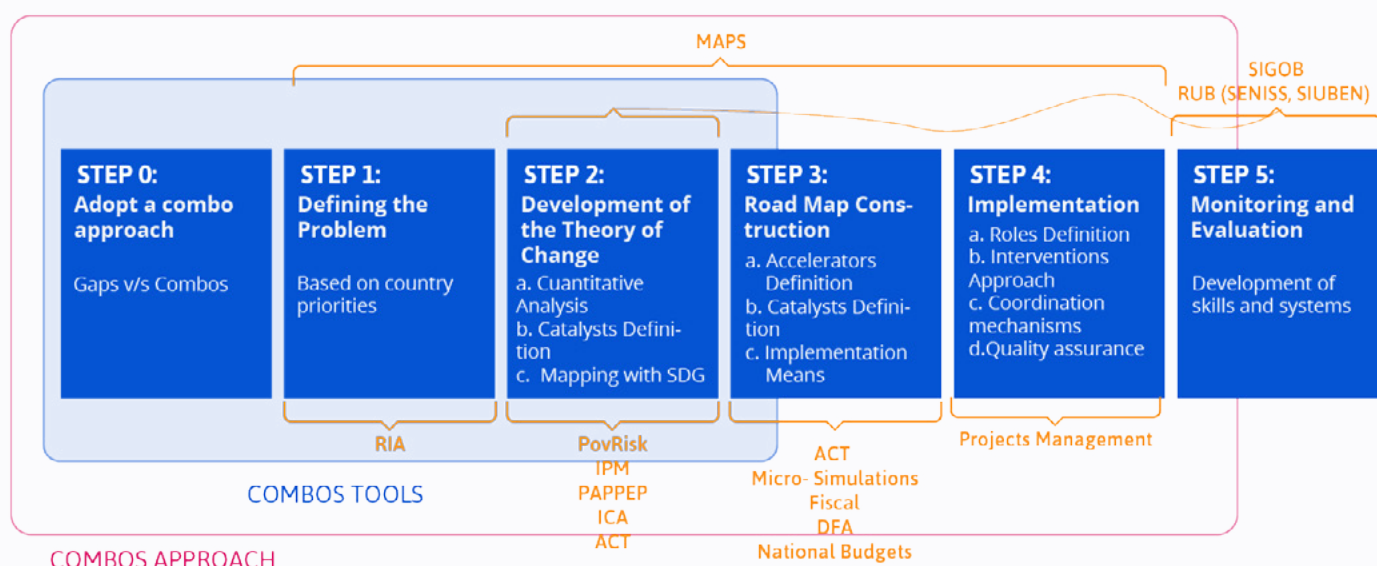 MAPS
SIGOB
RUB (SENISS, SIUBEN)
STEP 0:
Adopt a combo
approach
Gaps v/s Combos
STEP 1:
Defining the
Problem
Based on country
priorities
STEP 2:
Development of
the Theory of
Change
a. Cuantitative
Analysis
b. Catalysts Defini-
tion
c. Mapping with SDG
STEP 3:
Road Map Cons-
truction
a. Accelerators
Definition
b. Catalysts Defini-
tion
c. Implementation
Means
STEP 4:
Implementation
a. Roles Definition
b. Interventions
Approach
c. Coordination
mechanisms
d.Quality assurance
STEP 5:
Monitoring and
Evaluation
Development of
skills and systems
RIA
PovRisk
IPM
PAPPEP
ICA
ACT
ACT
Micro- Simulations
Fiscal
DFA
National Budgets
Projects Management
COMBOS TOOLS
COMBOS APPROACH